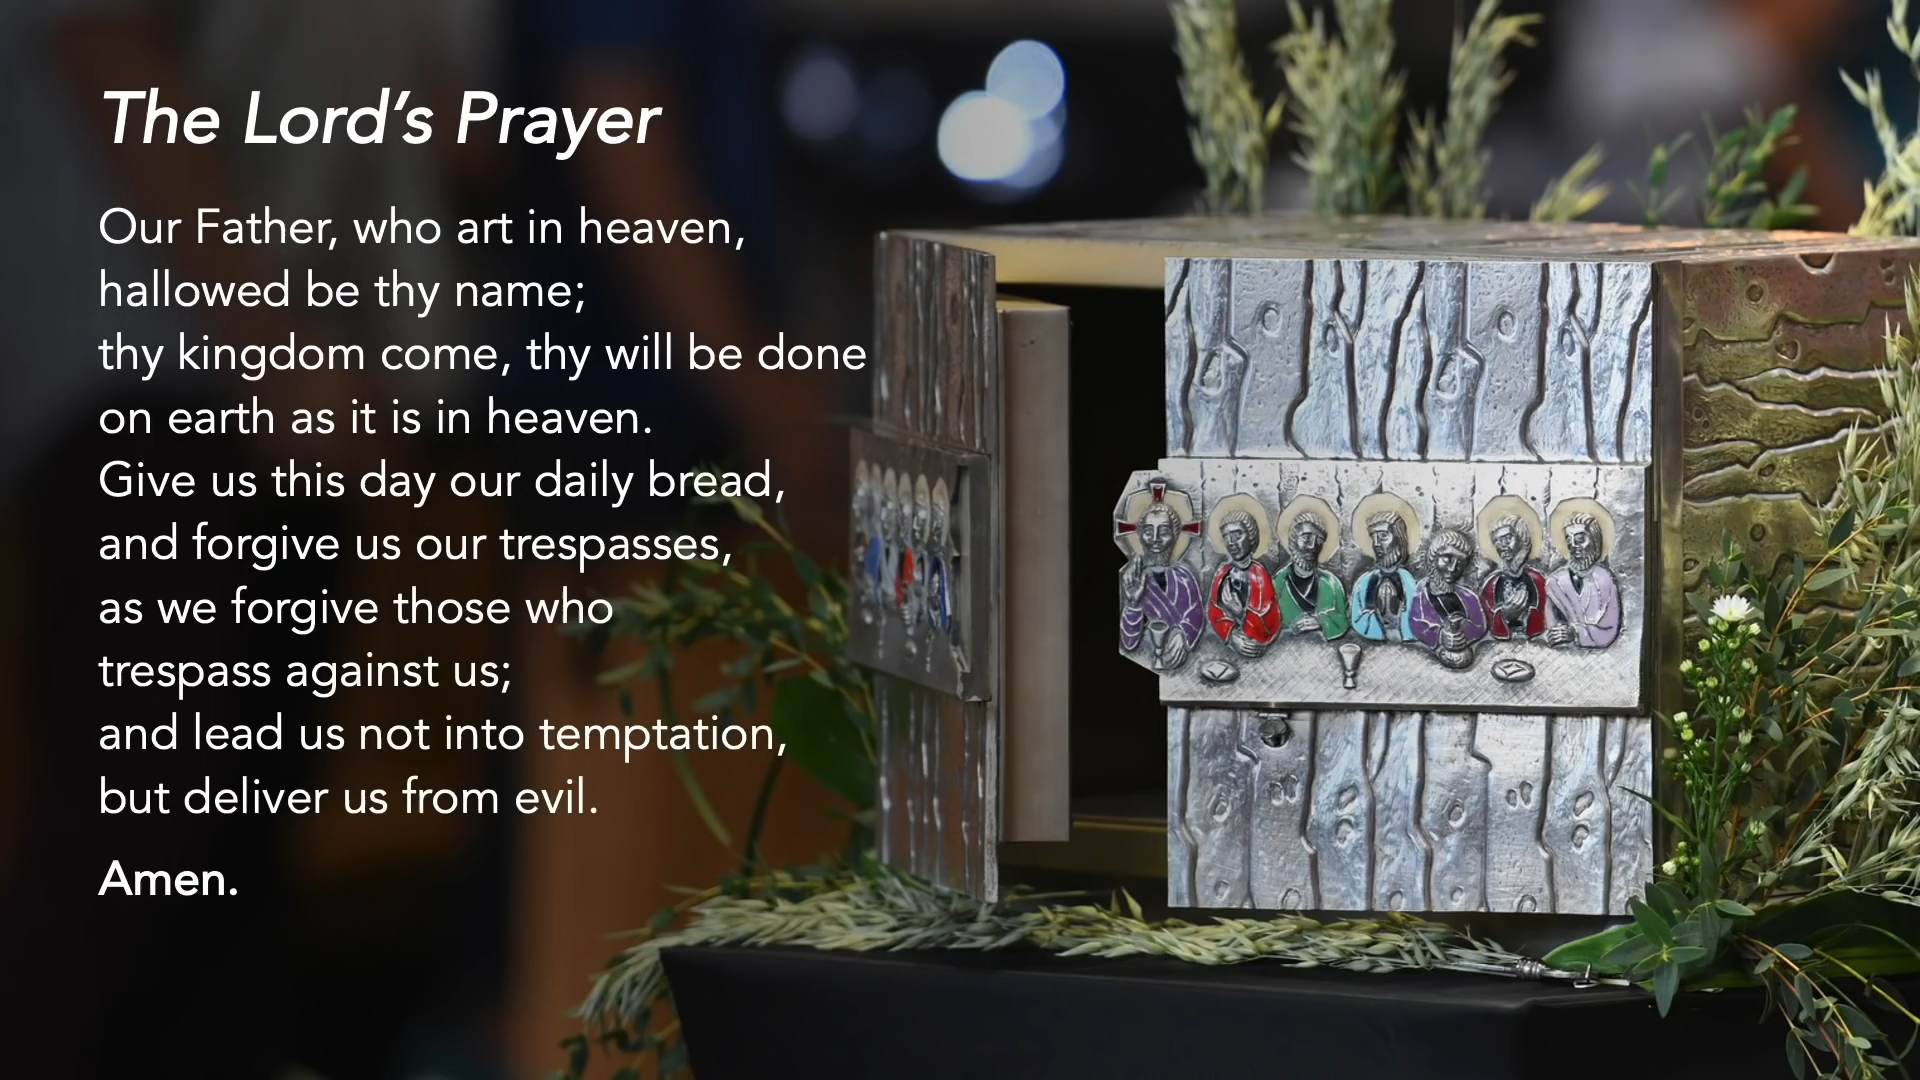 The Lord’s Prayer
Our Father, who art in heaven,
hallowed be thy name;
thy kingdom come, thy will be done
on earth as it is in heaven.
Give us this day our daily bread,
and forgive us our trespasses,
as we forgive those who
trespass against us;
and lead us not into temptation,
but deliver us from evil.
Amen.